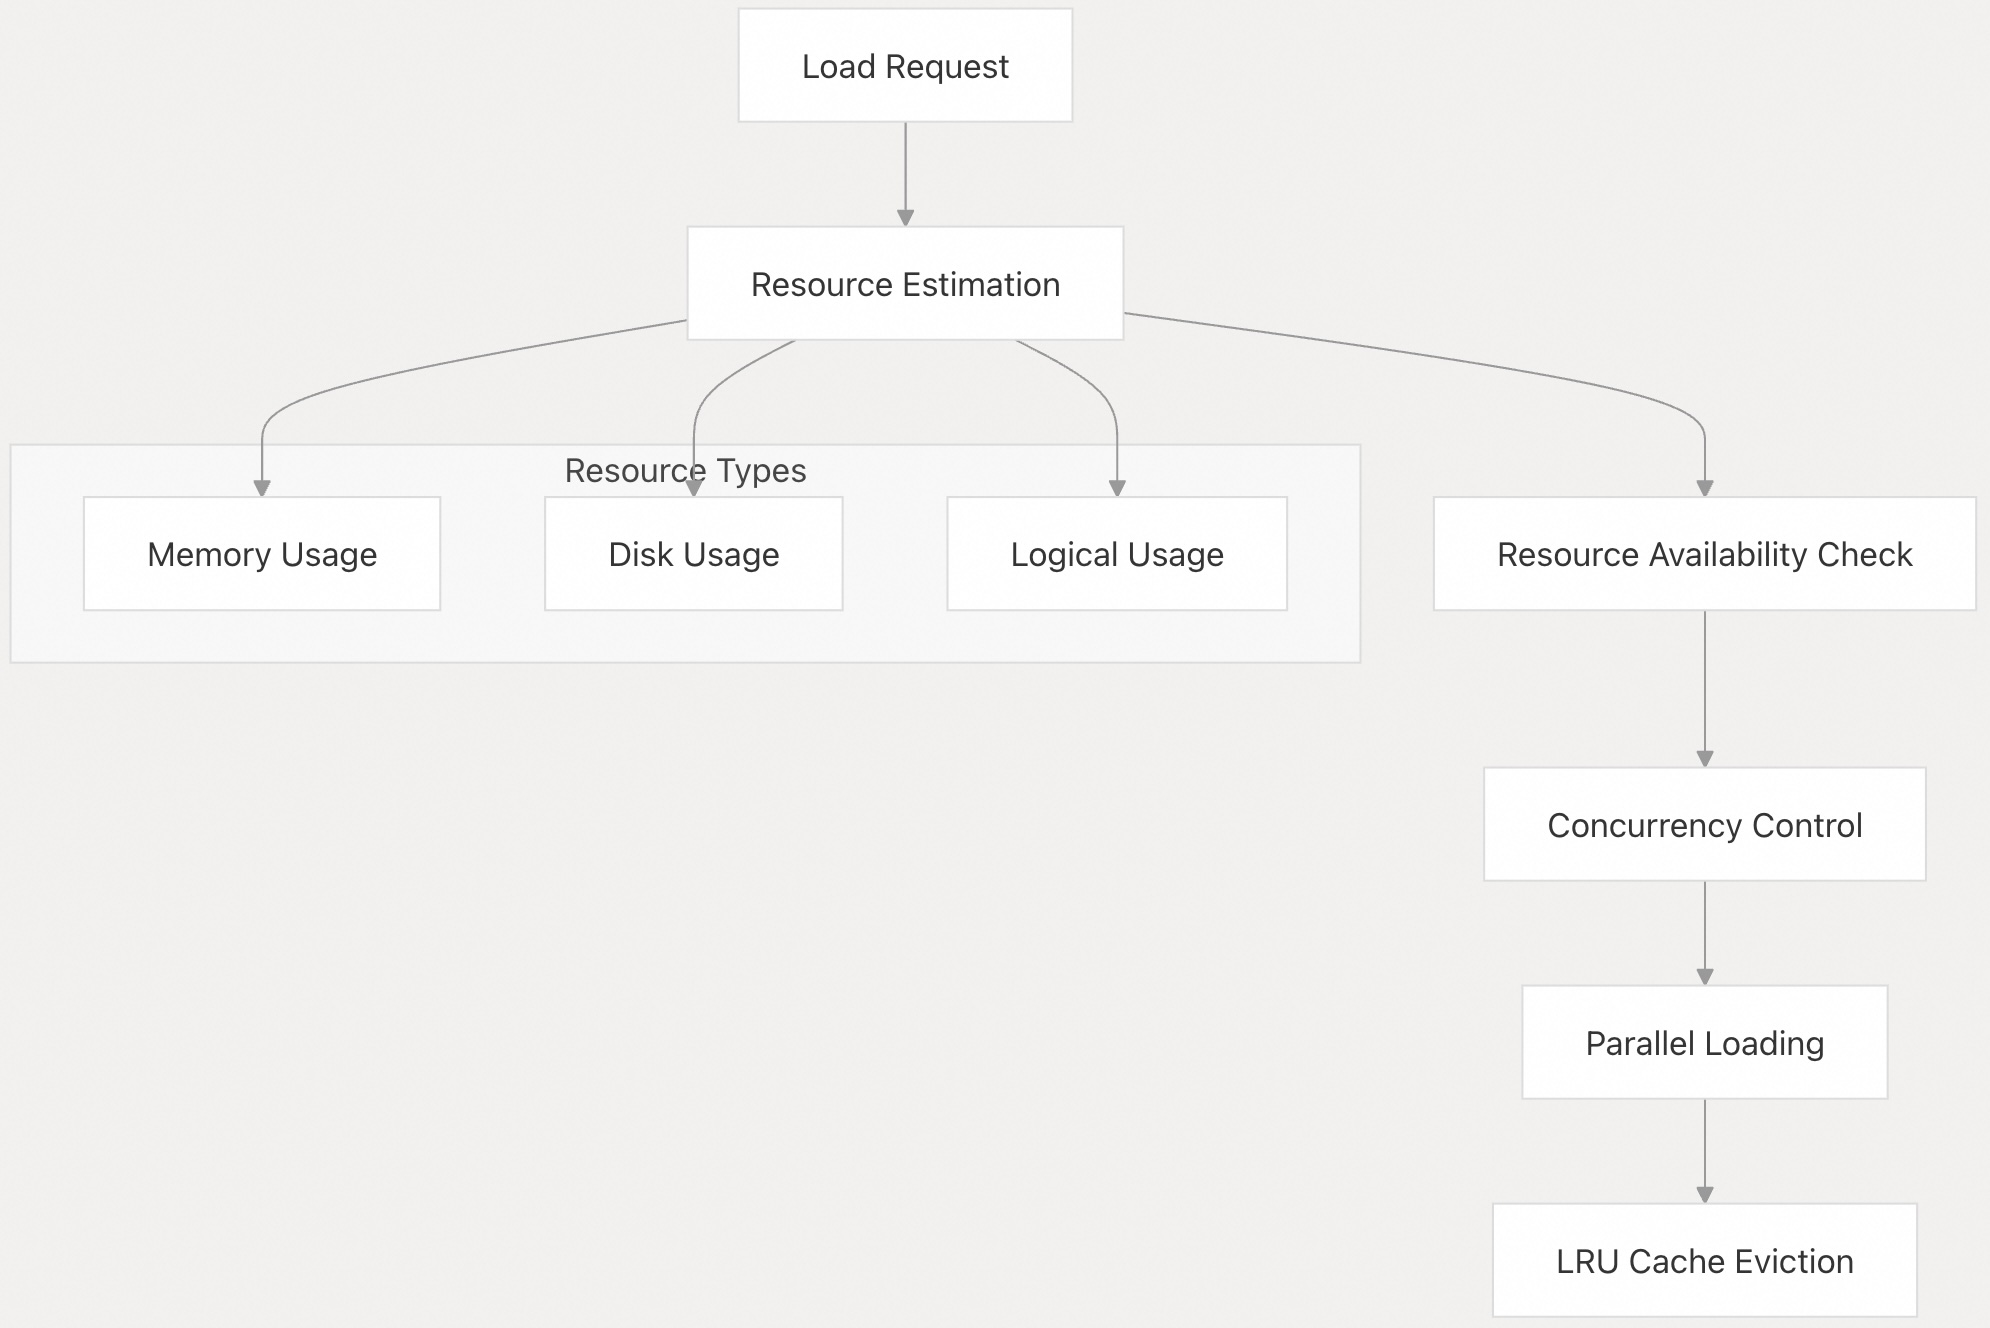 Load Request
Resource Estimation
Resource Types
Memory Usage
Disk Usage
Logical Usage
Resource Availability Check
Concurrency Control
Parallel Loading
LRU Cache Eviction